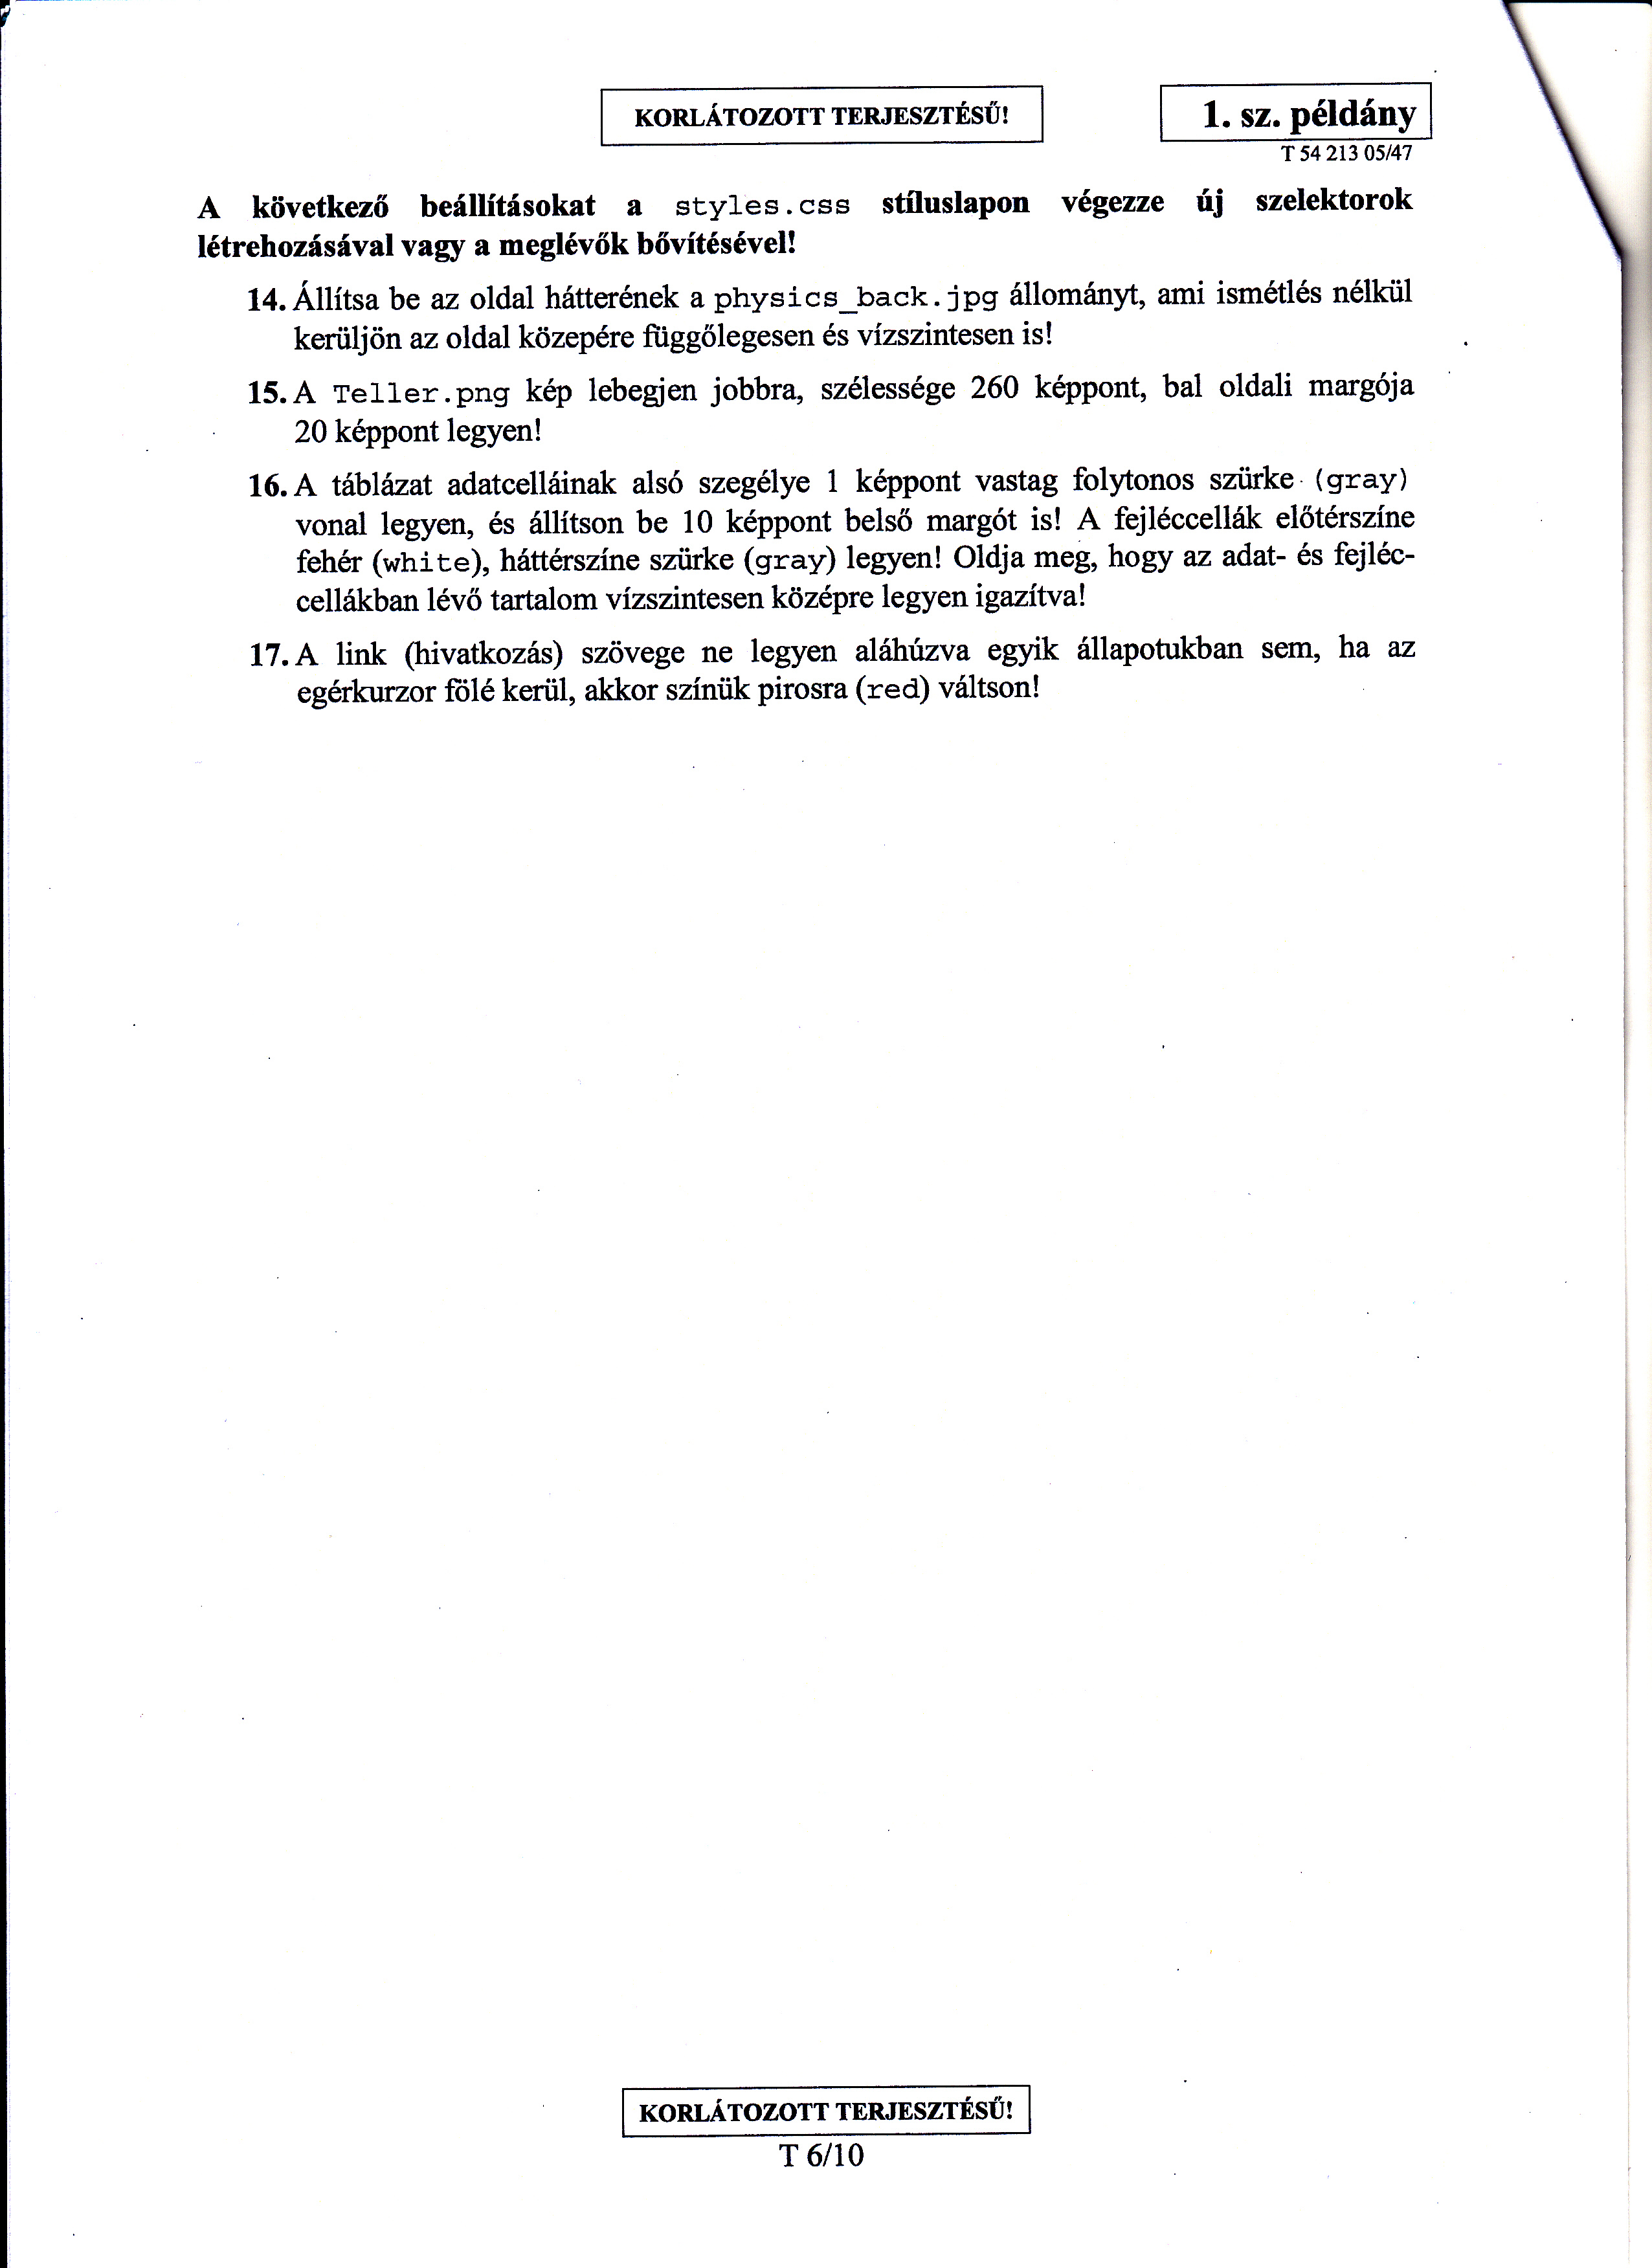 KORLÁTOZOTT TERJESZTÉSŰ!
1. sz. példány
T 54 213 05/47
A következő beállításokat a styles.css stíluslapon végezze új szelektorok
létrehozásával vagy a meglévők bővítésével!
14. Állítsa be az oldal hátterének a physics_back.jpg állományt, ami ismétlés nélkül
kerüljön az oldal közepére függőlegesen és vízszintesen is!
15. A Teller.png kép lebegjen jobbra, szélessége 260 képpont, bal oldali margója
20 képpont legyen!
16. A táblázat adatcelláinak alsó szegélye 1 képpont vastag folytonos szürke (gray)
vonal legyen, és állítson be 10 képpont belső margót is! A fejléccellák előtérszíne
fehér (white), háttérszíne szürke (gray) legyen! Oldja meg, hogy az adat- és fejléc-
cellákban lévő tartalom vízszintesen középre legyen igazítva!
17. A link (hivatkozás) szövege ne legyen aláhúzva egyik állapotukban sem, ha az
egérkurzor fölé kerül, akkor színük pirosra (red) váltson!
KORLÁTOZOTT TERJESZTÉSŰ!
T 6/10